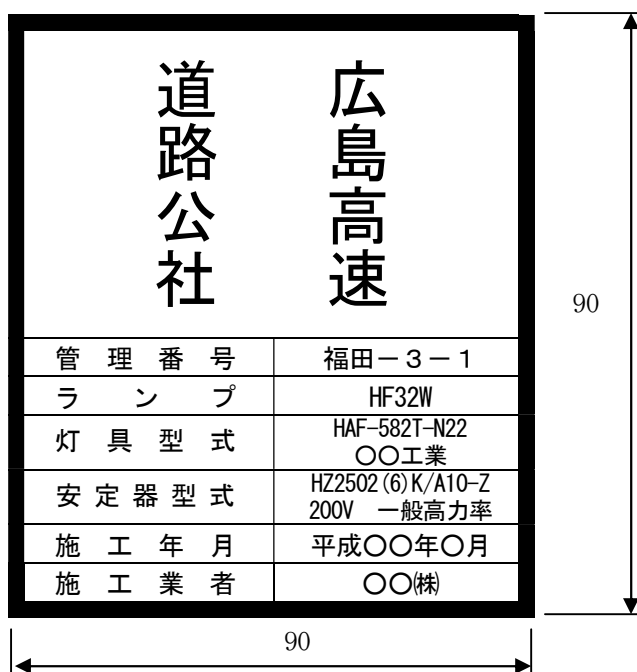 広島高速
道路公社
管理番号 福田－3－1
ランプ HF32W
灯具型式 HAF-582T-N22
○○工業
安定器型式 HZ2502(6)K/A10-Z
200V 一般高力率
施工年月 平成○○年○月
施工業者 ○○㈱
90
90